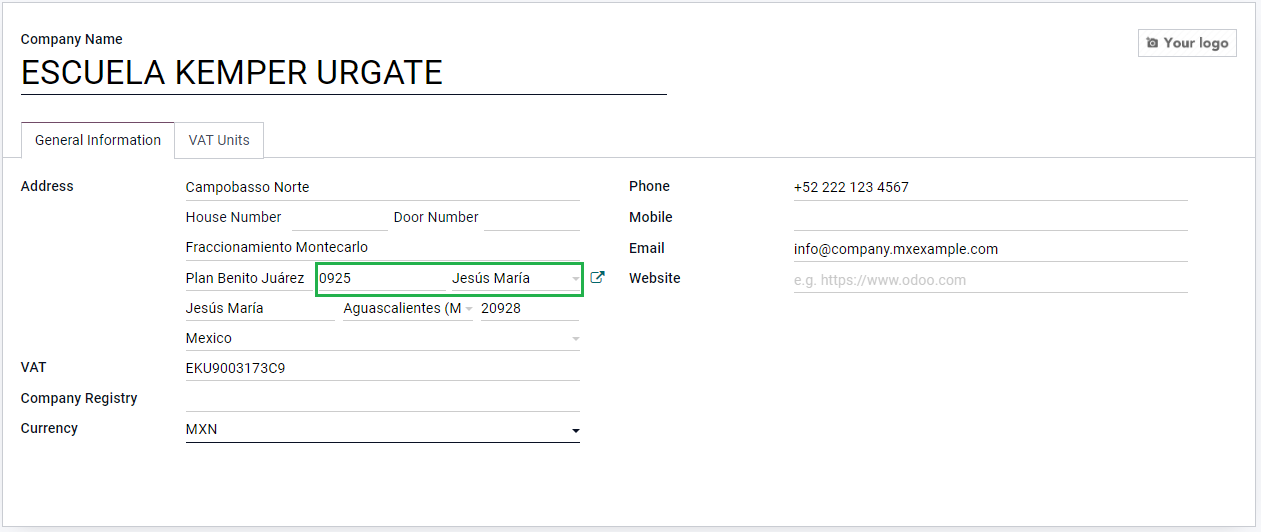 Company Name
Your logo
ESCUELA KEMPER URGATE
General Information VAT Units
Address Campobasso Norte Phone +52 222 123 4567
House Number Door Number Mobile
Fraccionamiento Montecarlo Email info@company.mxexample.com
Plan Benito Juárez 0925 Jesús María Website e.g. https://www.odoo.com
Jesús María Aguascalientes (M 20928
Mexico
VAT EKU9003173C9
Company Registry
Currency MXN